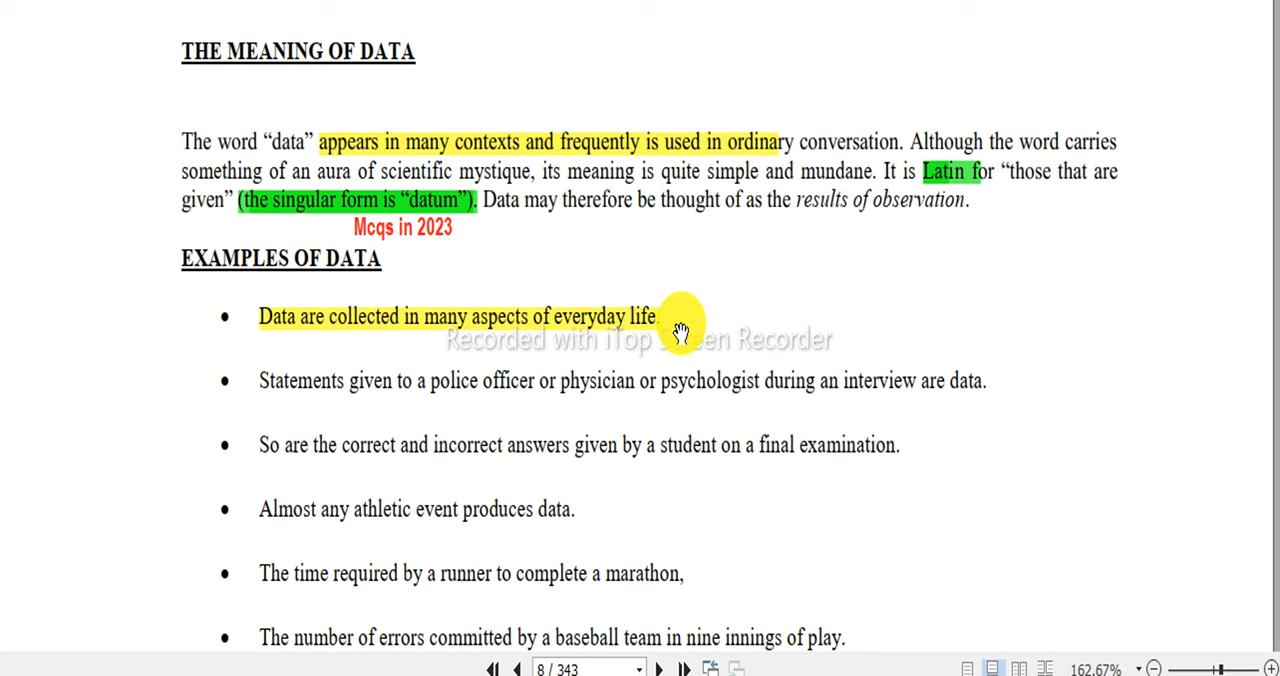 THE MEANING OF DATA
The word “data” appears in many contexts and frequently is used in ordinary conversation. Although the word carries
something of an aura of scientific mystique, its meaning is quite simple and mundane. It is Latin for “those that are
given” (the singular form is “datum”). Data may therefore be thought of as the results of observation.
Mcqs in 2023
EXAMPLES OF DATA
• Data are collected in many aspects of everyday life.
Recorded with iTop Screen Recorder
• Statements given to a police officer or physician or psychologist during an interview are data.
• So are the correct and incorrect answers given by a student on a final examination.
• Almost any athletic event produces data.
• The time required by a runner to complete a marathon,
• The number of errors committed by a baseball team in nine innings of play.
8 / 343 162.67%